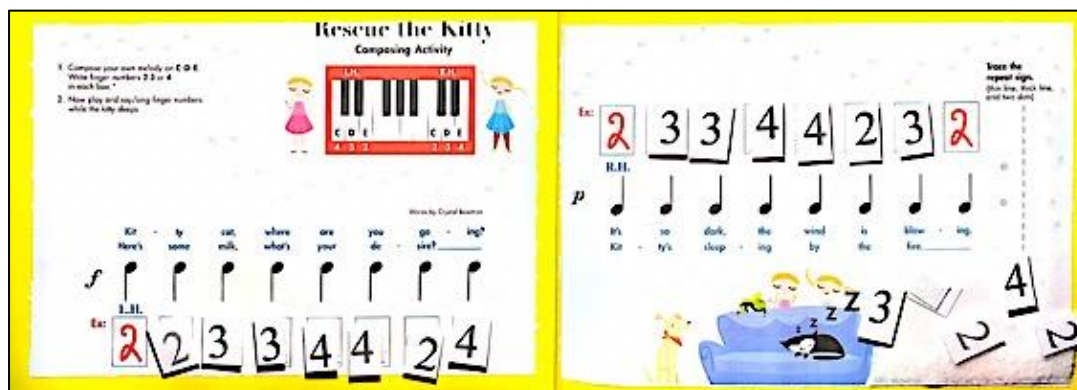 Rescue the Kitty
Composing Activity
1. Compose your own melody on C D E.
Write finger numbers 2 3 or 4
in each box.*
2. Now play and say/sing finger numbers
while the kitty sleeps.
L.H. R.H.
C D E C D E
4 3 2 2 3 4
Words by Crystal Bowman
Kit - ty cat, where are you go - ing?
Here's some milk, what's your de - sire?
f
L.H.
Ex: 2 2 3 3 4 4 2 4
Trace the
repeat sign.
(thin line, thick line,
and two dots)
Ex: 2 3 3 4 4 2 3 2
R.H.
p
It's so dark, the wind is blow - ing.
Kit - ty's sleep - ing by the fire.
z z z Z Z 3
4
2 2